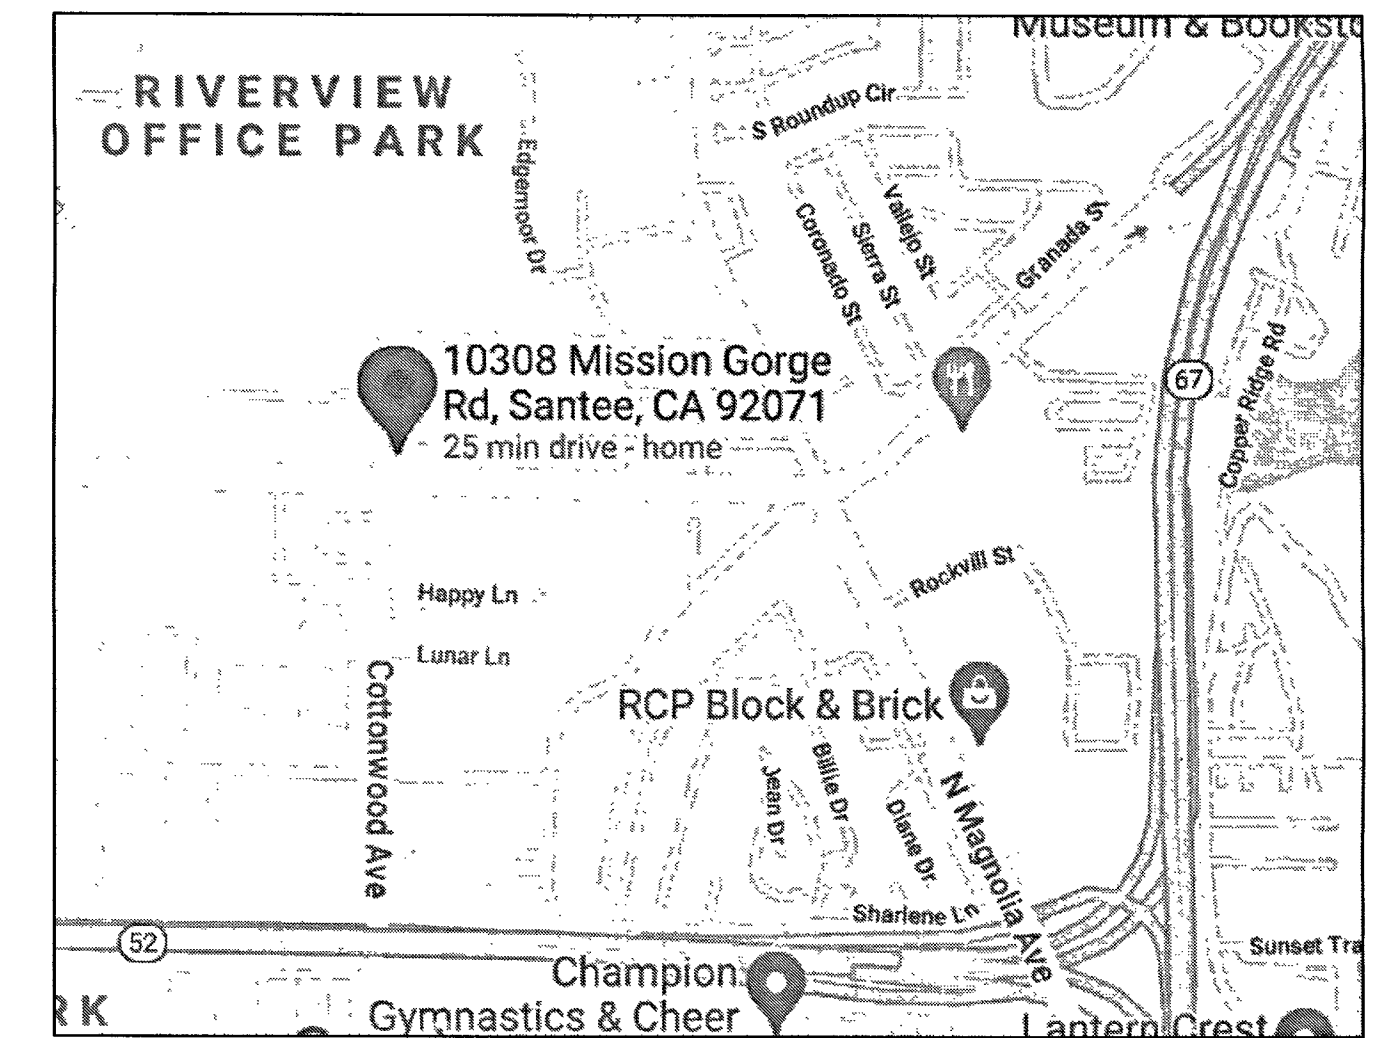 Museum & Booksto
RIVERVIEW
OFFICE PARK
S Roundup Cir
Edgemoor Dr
Vallejo St
Sierra St
Coronado St
Granada St
10308 Mission Gorge
Rd, Santee, CA 92071
25 min drive - home
67
Copper Ridge Rd
Rockvill St
Happy Ln
Lunar Ln
Cottonwood Ave
RCP Block & Brick
Jean Dr
Billie Dr
Diane Dr
N Magnolia Ave
Sharlene Ln
52
Sunset Tra
Champion
Gymnastics & Cheer
RK
Lantern Crest